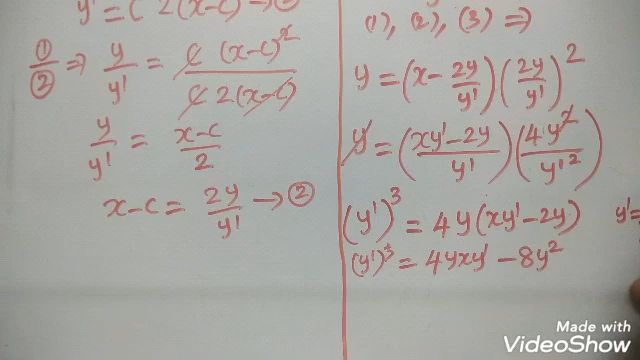 y' = C 2(x-c) → ②
①/② ⇒ y/y' = c (x-c)^2 / c 2(x-c)
y/y' = x-c/2
x-c = 2y/y' → ②
(1), (2), (3) ⇒
y = (x - 2y/y') (2y/y')^2
y = (xy' - 2y/y') (4y^2/y'^2)
(y')^3 = 4y(xy' - 2y)
y' =
(y')^3 = 4yxy' - 8y^2
Made with
VideoShow